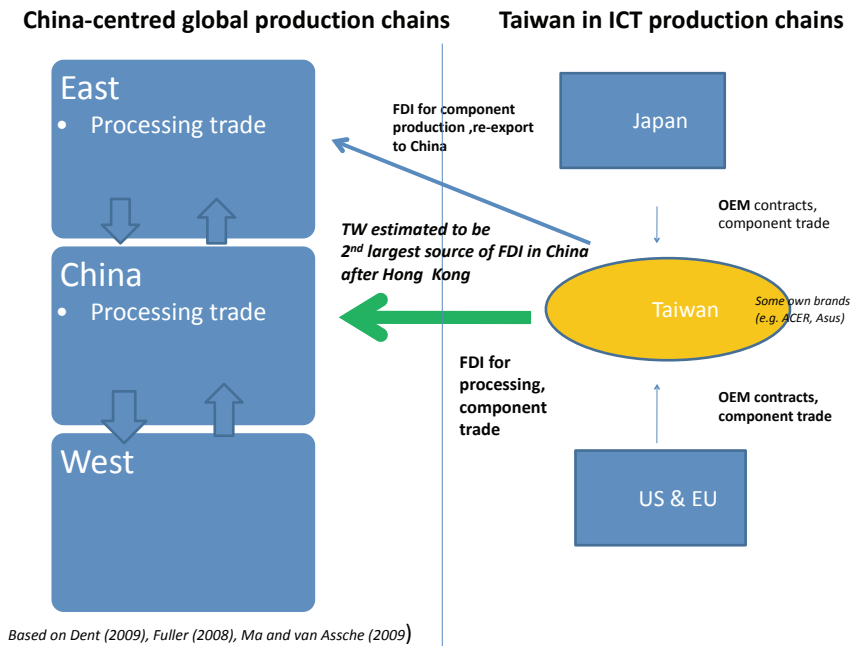 China-centred global production chains
Taiwan in ICT production chains
East
• Processing trade
China
• Processing trade
West
FDI for component
production ,re-export
to China
TW estimated to be
2nd largest source of FDI in China
after Hong Kong
FDI for
processing,
component
trade
Japan
OEM contracts,
component trade
Taiwan
Some own brands
(e.g. ACER, Asus)
OEM contracts,
component trade
US & EU
Based on Dent (2009), Fuller (2008), Ma and van Assche (2009)